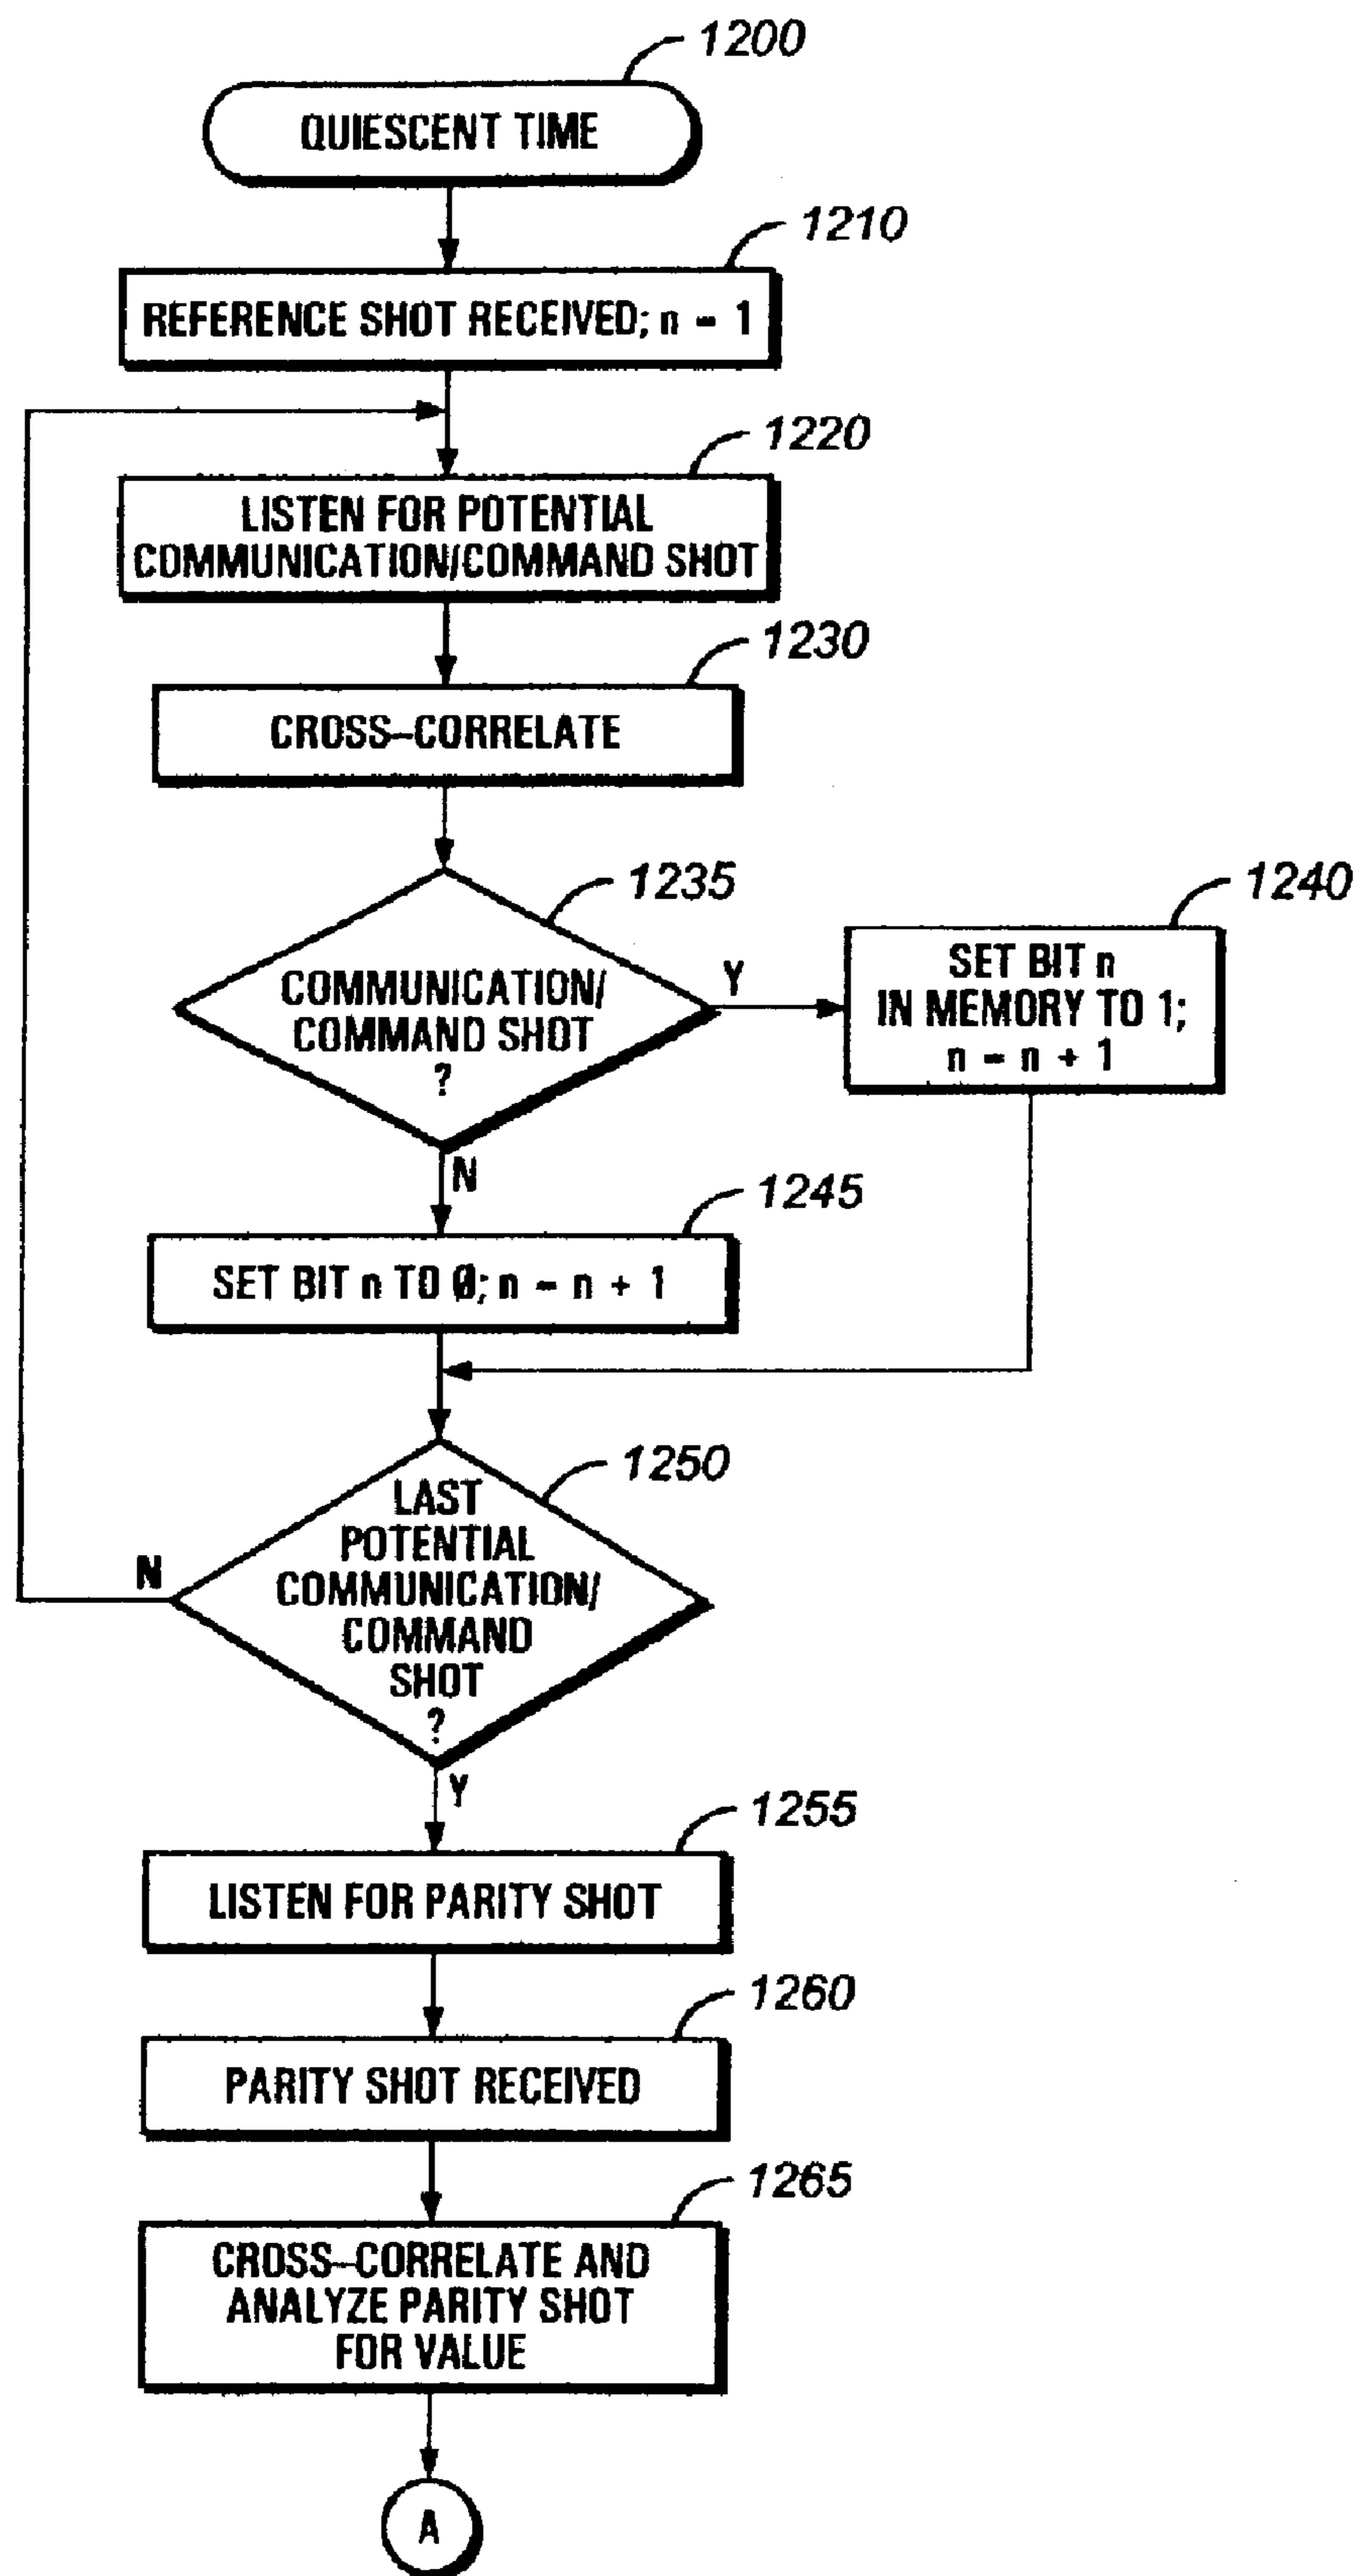 1200
QUIESCENT TIME
1210
REFERENCE SHOT RECEIVED; n = 1
1220
LISTEN FOR POTENTIAL
COMMUNICATION/COMMAND SHOT
1230
CROSS-CORRELATE
1235
COMMUNICATION/
COMMAND SHOT
?
Y
1240
SET BIT n
IN MEMORY TO 1;
n = n + 1
N
1245
SET BIT n TO Ø; n = n + 1
1250
LAST
POTENTIAL
COMMUNICATION/
COMMAND
SHOT
?
N
Y
1255
LISTEN FOR PARITY SHOT
1260
PARITY SHOT RECEIVED
1265
CROSS-CORRELATE AND
ANALYZE PARITY SHOT
FOR VALUE
A